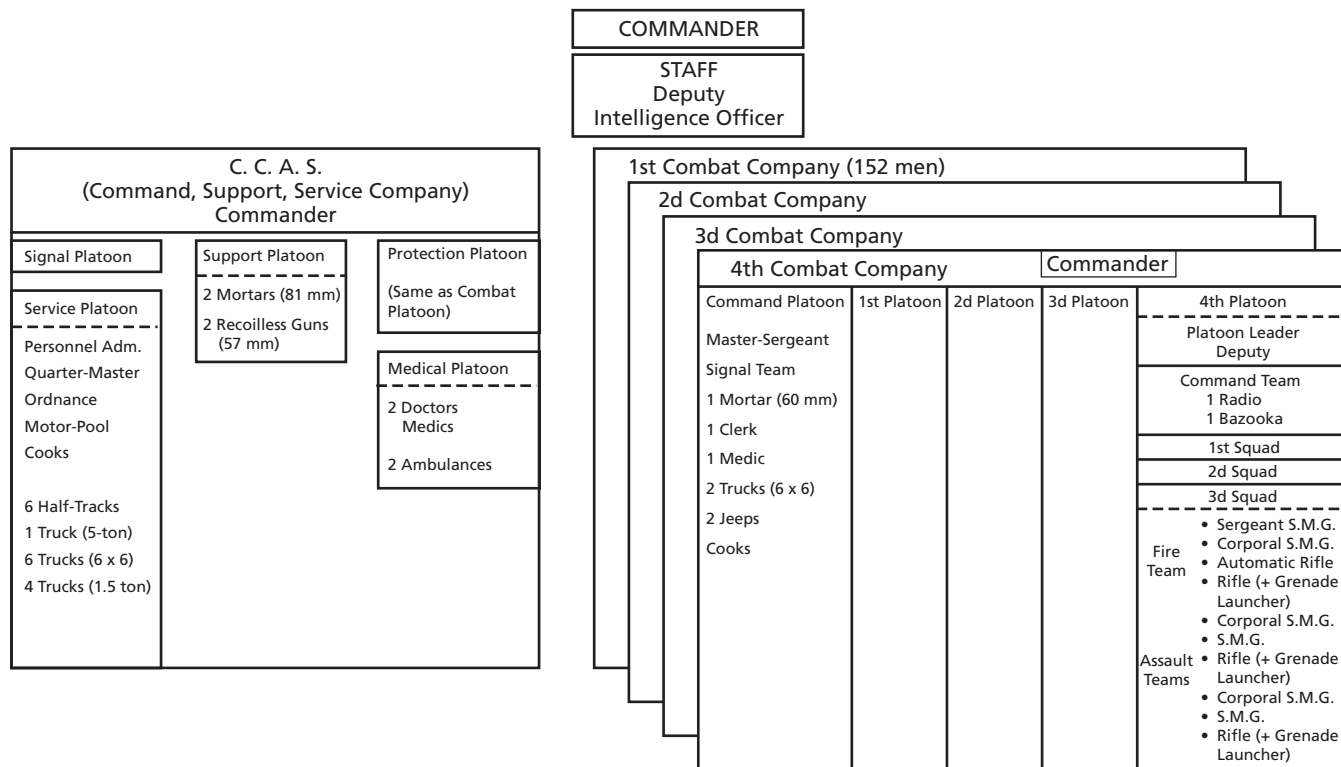 COMMANDER
STAFF
Deputy
Intelligence Officer
C. C. A. S.
(Command, Support, Service Company)
Commander
Signal Platoon
Service Platoon
Personnel Adm.
Quarter-Master
Ordnance
Motor-Pool
Cooks
6 Half-Tracks
1 Truck (5-ton)
6 Trucks (6 x 6)
4 Trucks (1.5 ton)
Support Platoon
2 Mortars (81 mm)
2 Recoilless Guns
(57 mm)
Protection Platoon
(Same as Combat
Platoon)
Medical Platoon
2 Doctors
Medics
2 Ambulances
1st Combat Company (152 men)
2d Combat Company
3d Combat Company
4th Combat Company
Commander
Command Platoon
Master-Sergeant
Signal Team
1 Mortar (60 mm)
1 Clerk
1 Medic
2 Trucks (6 x 6)
2 Jeeps
Cooks
1st Platoon
2d Platoon
3d Platoon
4th Platoon
Platoon Leader
Deputy
Command Team
1 Radio
1 Bazooka
1st Squad
2d Squad
3d Squad
Fire
Team
• Sergeant S.M.G.
• Corporal S.M.G.
• Automatic Rifle
• Rifle (+ Grenade
Launcher)
Assault
Teams
• Corporal S.M.G.
• S.M.G.
• Rifle (+ Grenade
Launcher)
• Corporal S.M.G.
• S.M.G.
• Rifle (+ Grenade
Launcher)